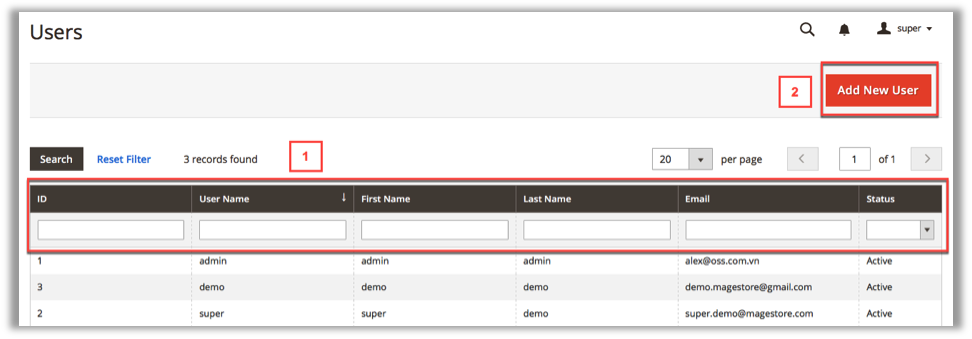 Users
super
2
Add New User
Search Reset Filter 3 records found 1 20 per page 1 of 1
ID User Name ↓ First Name Last Name Email Status
1 admin admin admin alex@oss.com.vn Active
3 demo demo demo demo.magestore@gmail.com Active
2 super super demo super.demo@magestore.com Active